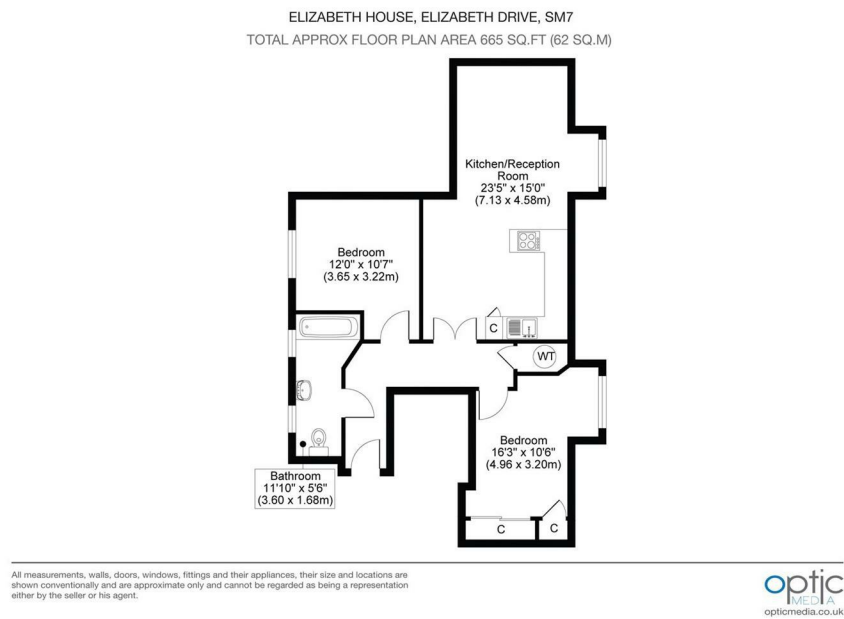 ELIZABETH HOUSE, ELIZABETH DRIVE, SM7
TOTAL APPROX FLOOR PLAN AREA 665 SQ.FT (62 SQ.M)
Kitchen/Reception
Room
23'5" x 15'0"
(7.13 x 4.58m)
Bedroom
12'0" x 10'7"
(3.65 x 3.22m)
C
WT
Bedroom
16'3" x 10'6"
(4.96 x 3.20m)
Bathroom
11'10" x 5'6"
(3.60 x 1.68m)
C
C
All measurements, walls, doors, windows, fittings and their appliances, their size and locations are
shown conventionally and are approximate only and cannot be regarded as being a representation
either by the seller or his agent.
optic
MEDIA
opticmedia.co.uk